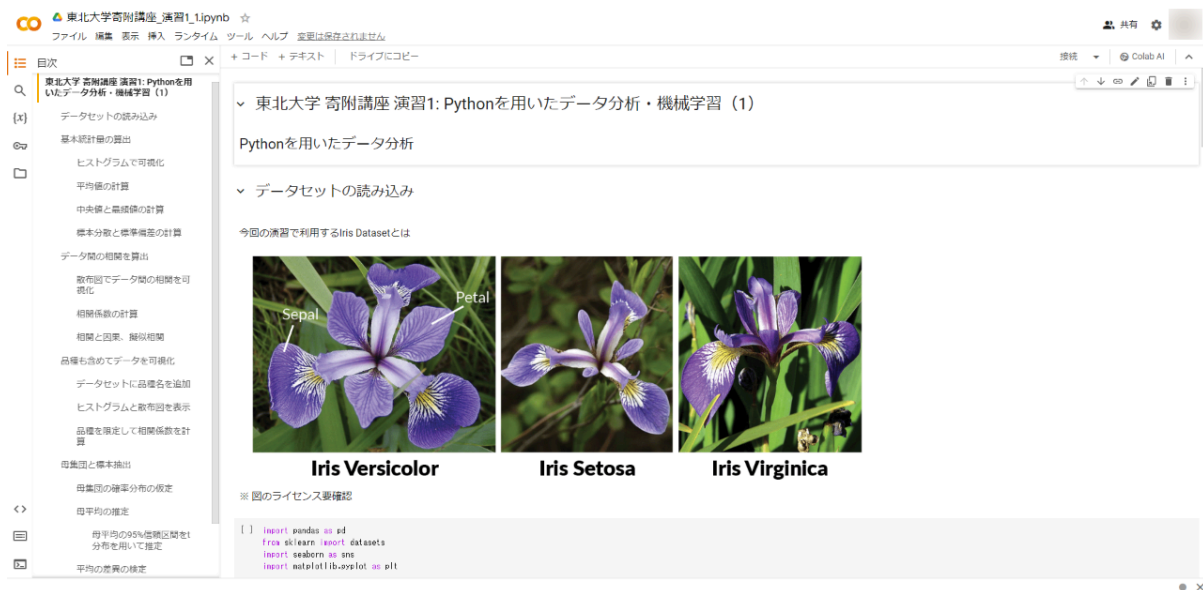 東北大学寄附講座_演習1_1.ipynb
ファイル 編集 表示 挿入 ランタイム ツール ヘルプ 変更は保存されません
共有
目次
+ コード + テキスト ドライブにコピー
接続 Colab AI
東北大学 寄附講座 演習1: Pythonを用
いたデータ分析・機械学習（1）
データセットの読み込み
基本統計量の算出
ヒストグラムで可視化
平均値の計算
中央値と最頻値の計算
標本分散と標準偏差の計算
データ間の相関を算出
散布図でデータ間の相関を可
視化
相関係数の計算
相関と因果、擬似相関
品種も含めてデータを可視化
データセットに品種名を追加
ヒストグラムと散布図を表示
品種を限定して相関係数を計
算
母集団と標本抽出
母集団の確率分布の仮定
母平均の推定
母平均の95%信頼区間をt
分布を用いて推定
平均の差異の検定
東北大学 寄附講座 演習1: Pythonを用いたデータ分析・機械学習（1）
Pythonを用いたデータ分析
データセットの読み込み
今回の演習で利用するIris Datasetとは
Sepal
Petal
Iris Versicolor
Iris Setosa
Iris Virginica
※ 図のライセンス要確認
[ ] import pandas as pd
from sklearn import datasets
import seaborn as sns
import matplotlib.pyplot as plt